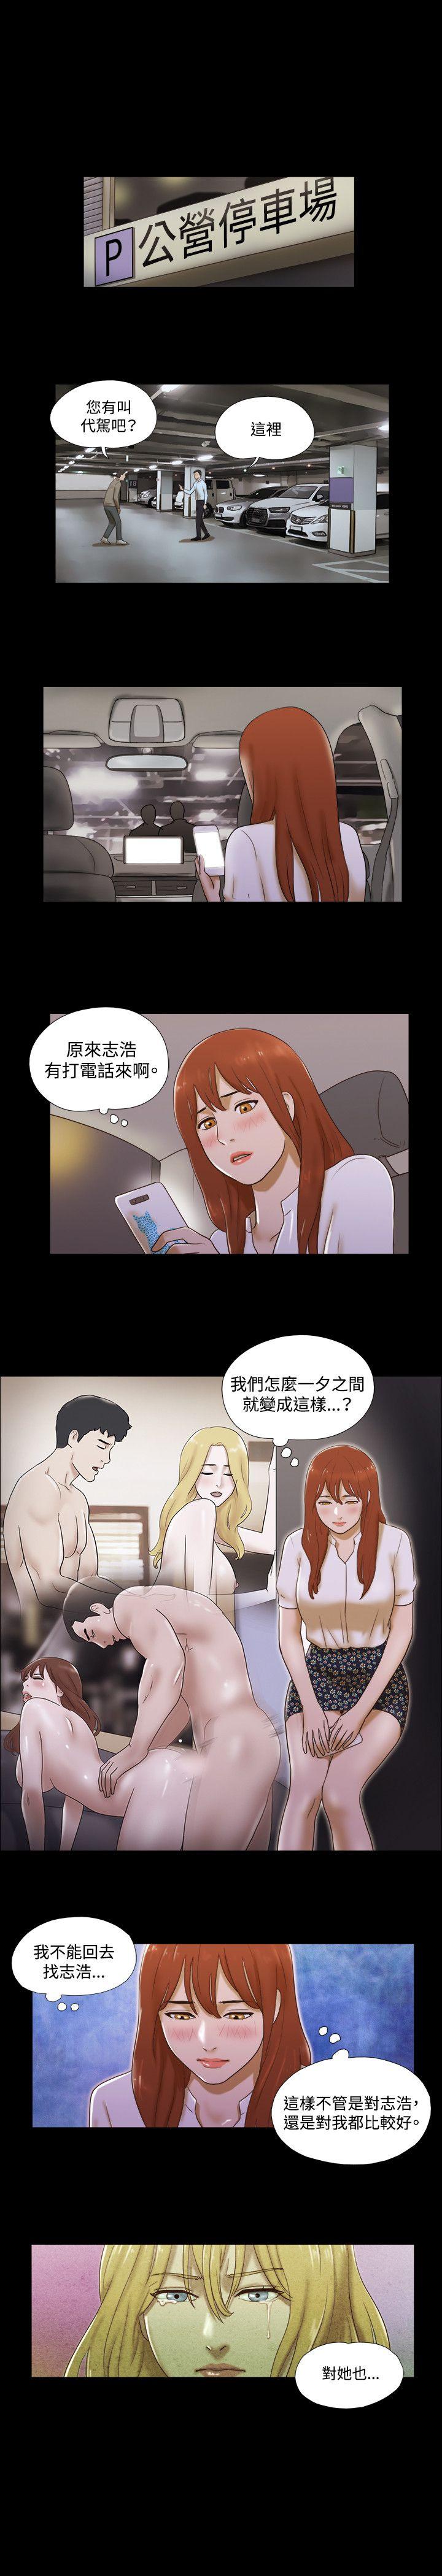 P 公營停車場
您有叫
代駕吧?
這裡
原來志浩
有打電話來啊。
我們怎麼一夕之間
就變成這樣...?
我不能回去
找志浩...
這樣不管是對志浩,
還是對我都比較好。
對她也...